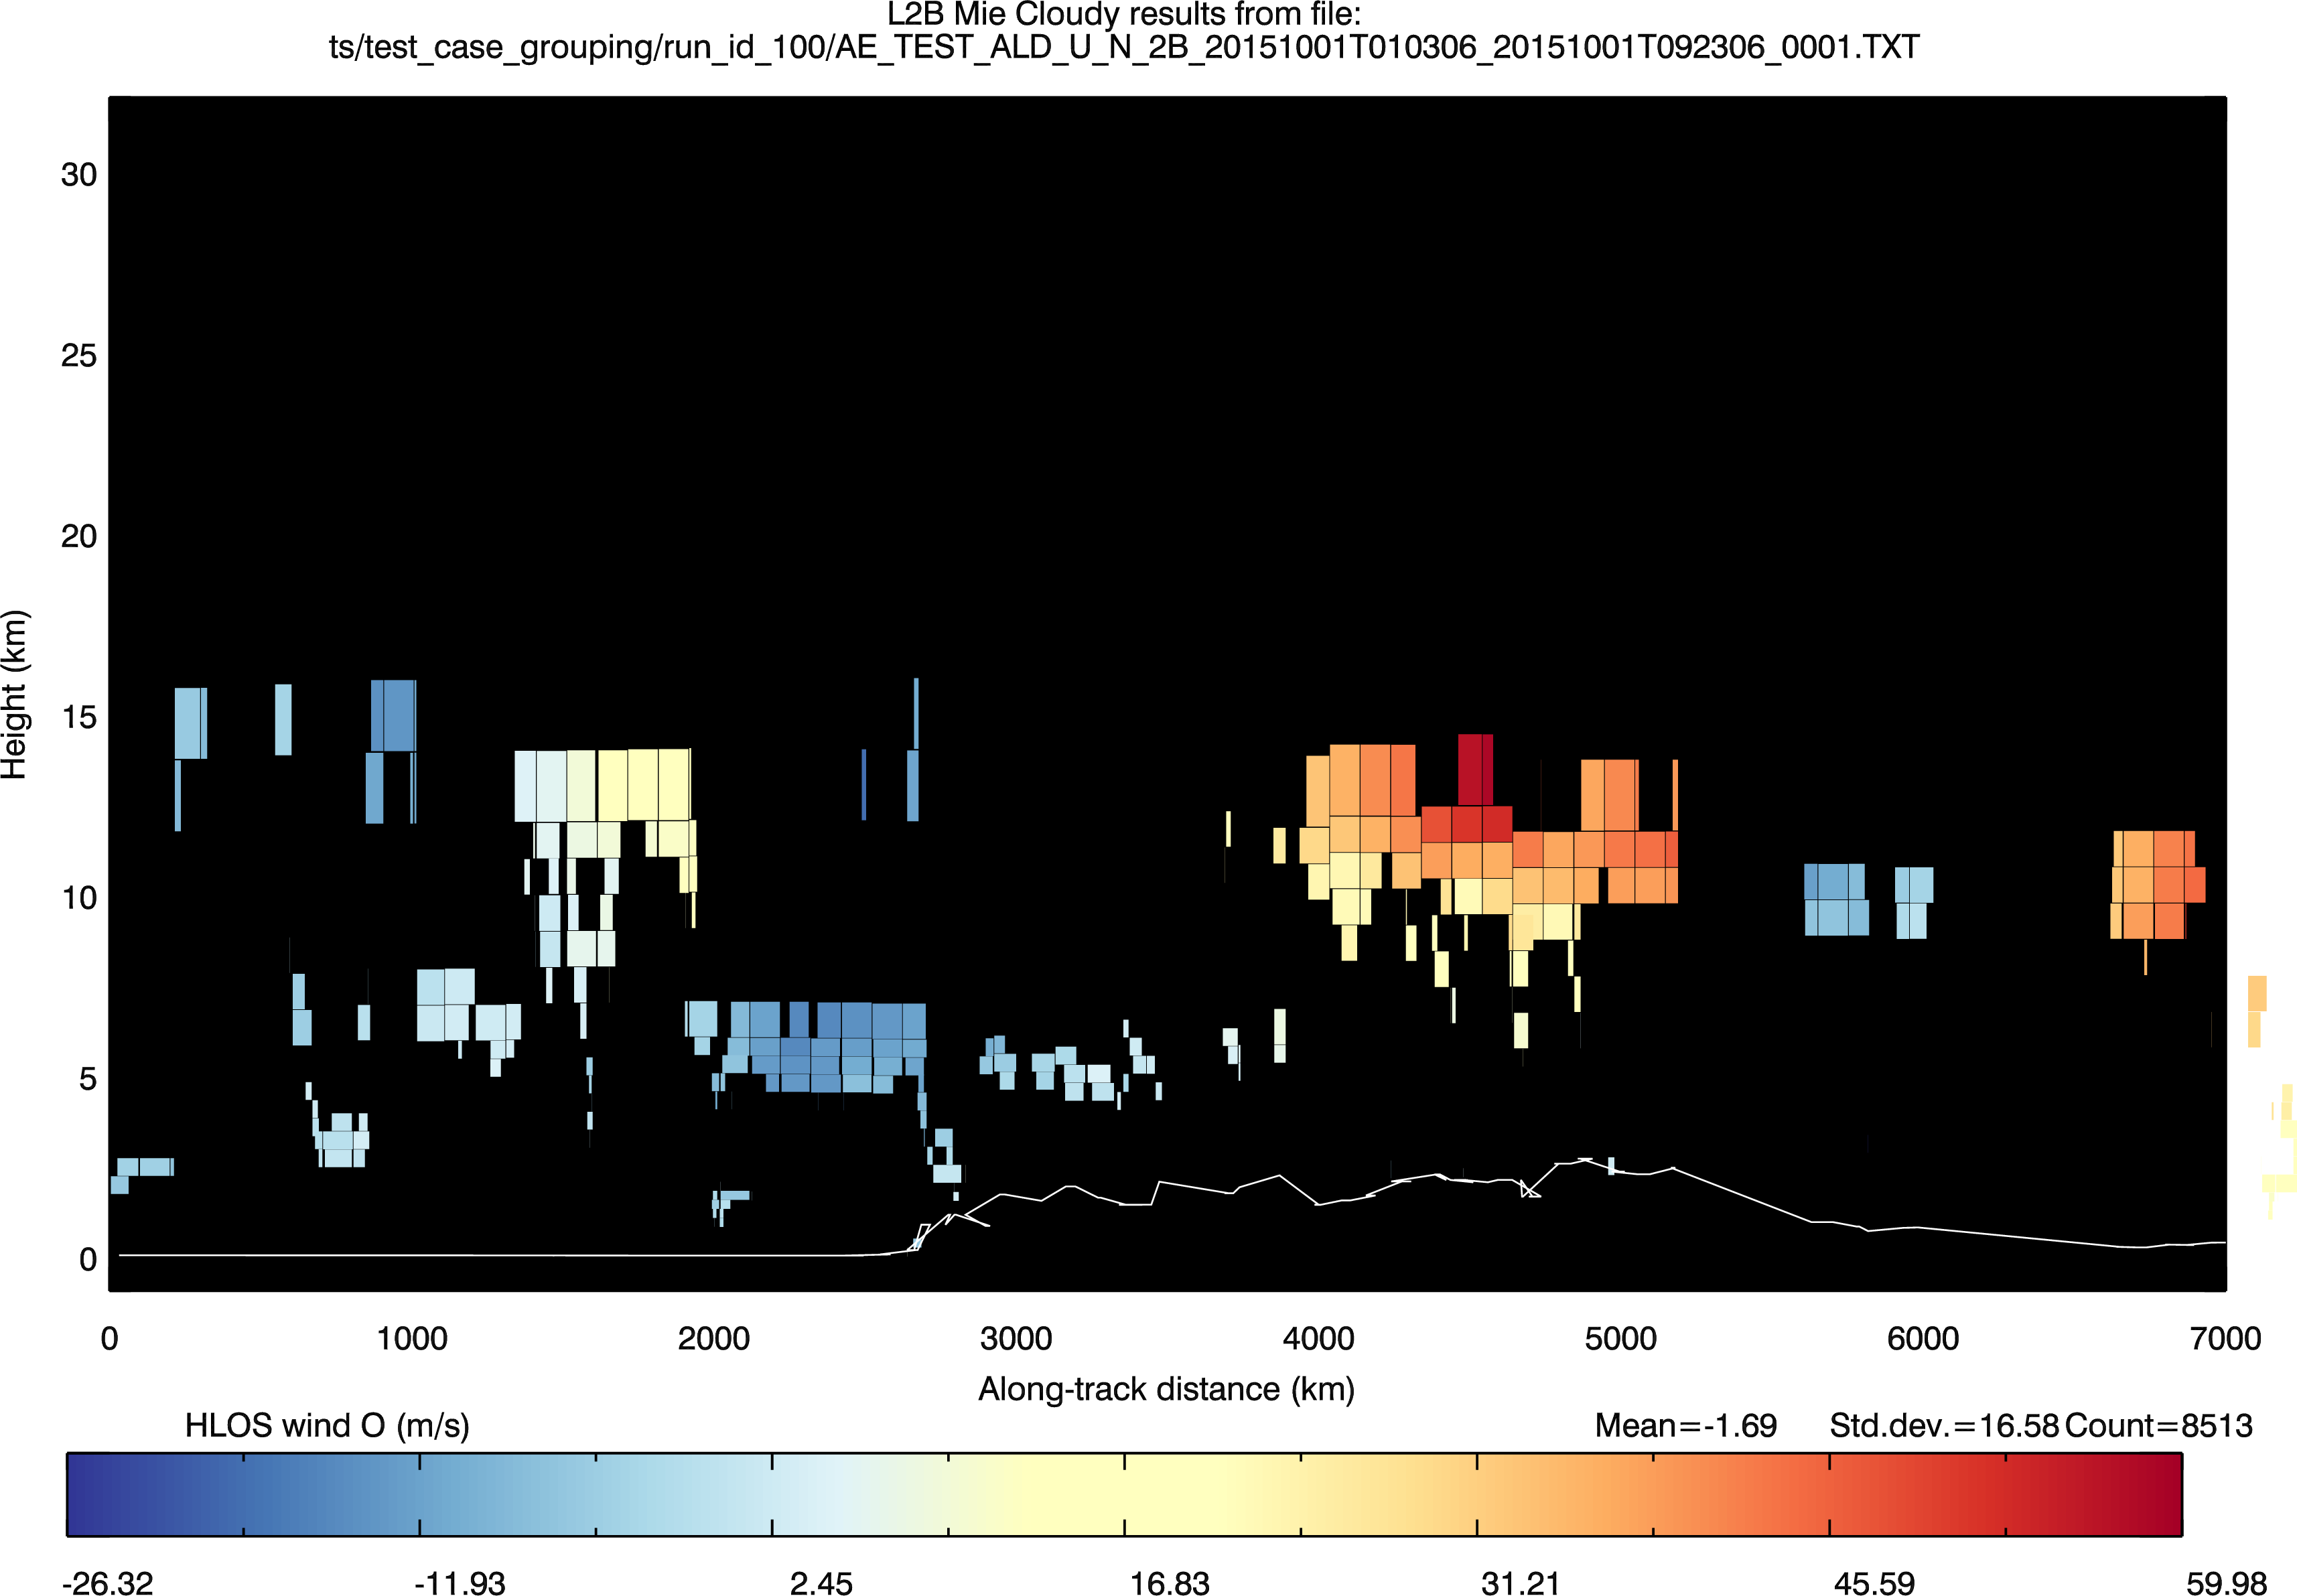 L2B Mie Cloudy results from file:
ts/test_case_grouping/run_id_100/AE_TEST_ALD_U_N_2B_20151001T010306_20151001T092306_0001.TXT
Height (km)
30
25
20
15
10
5
0
0 1000 2000 3000 4000 5000 6000 7000
Along-track distance (km)
HLOS wind O (m/s) Mean=-1.69 Std.dev.=16.58 Count=8513
-26.32 -11.93 2.45 16.83 31.21 45.59 59.98